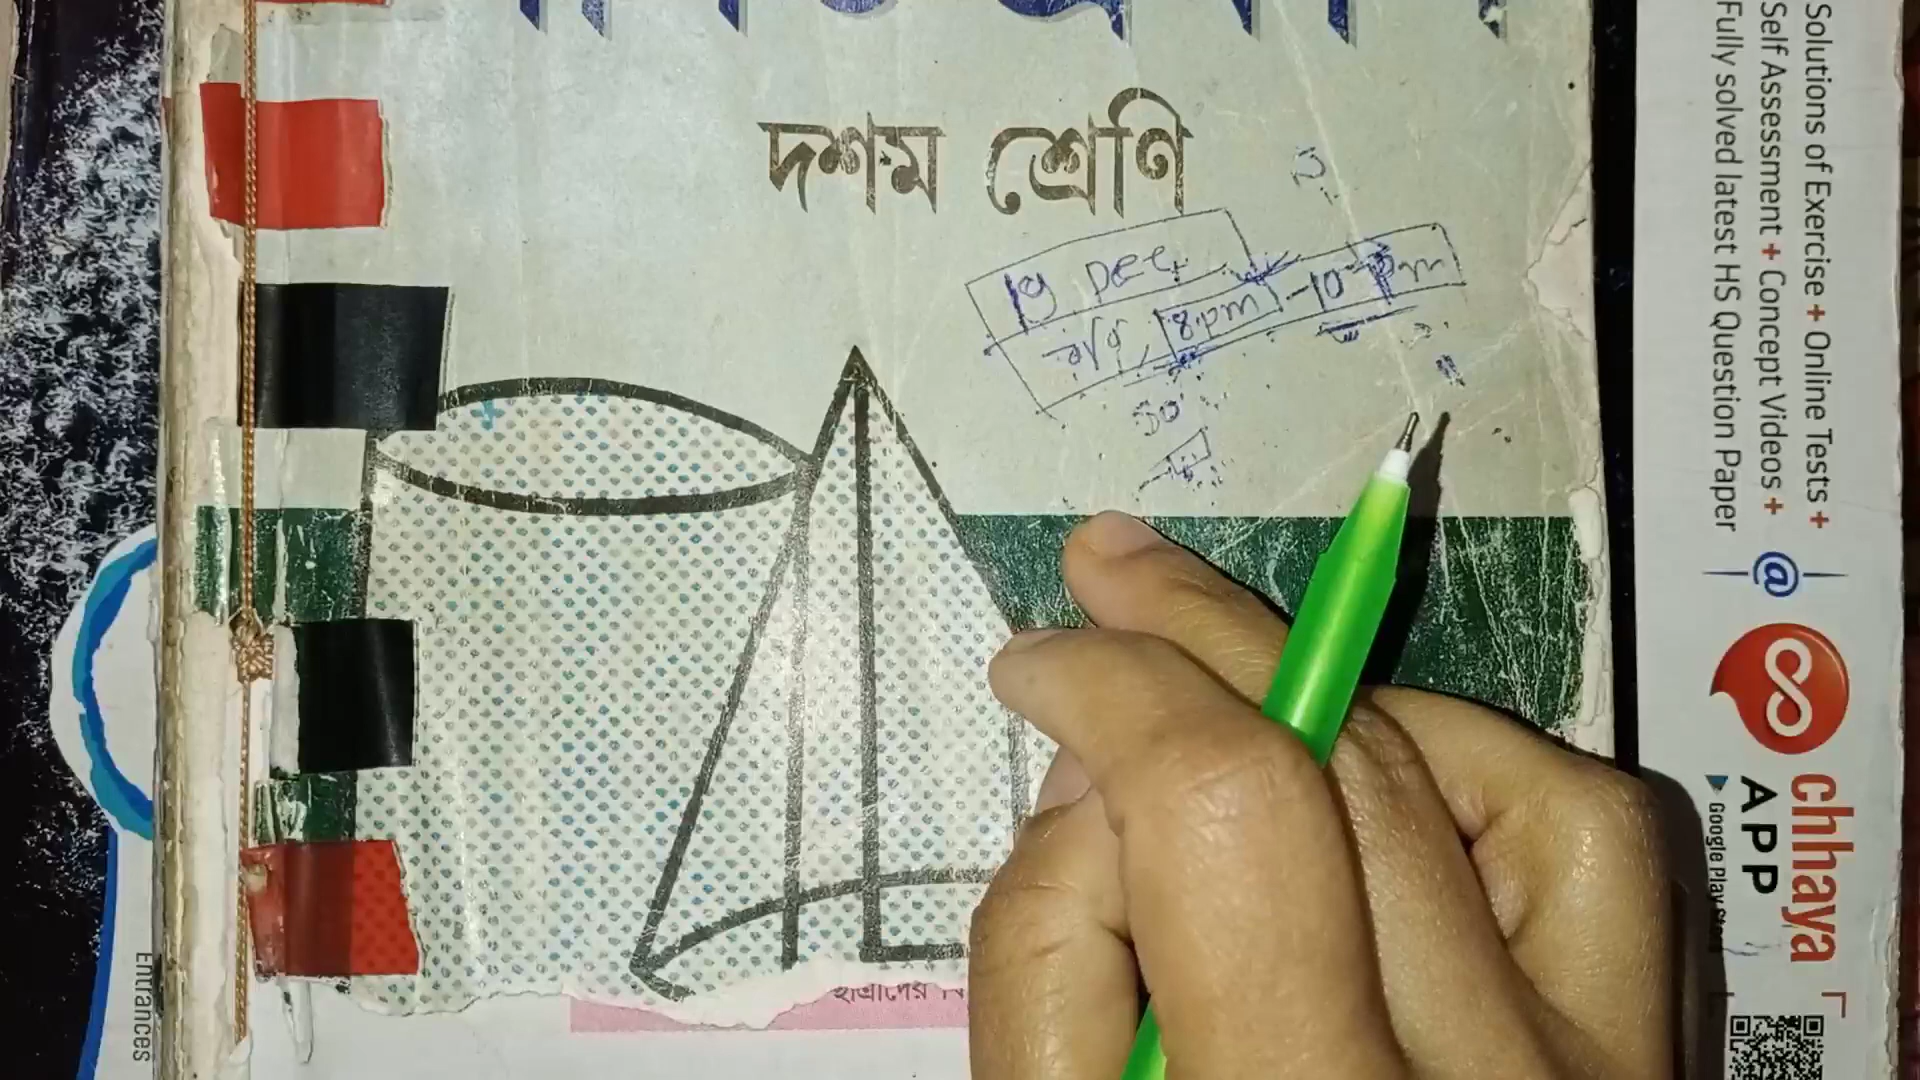 দশম শ্রেণি
19 DEC
8 pm - 10 pm
50
ছাত্রীদের
Solutions of Exercise + Online Tests +
Self Assessment + Concept Videos +
Fully solved latest HS Question Paper
@
chhaya
APP
Google Play Store
Entrances